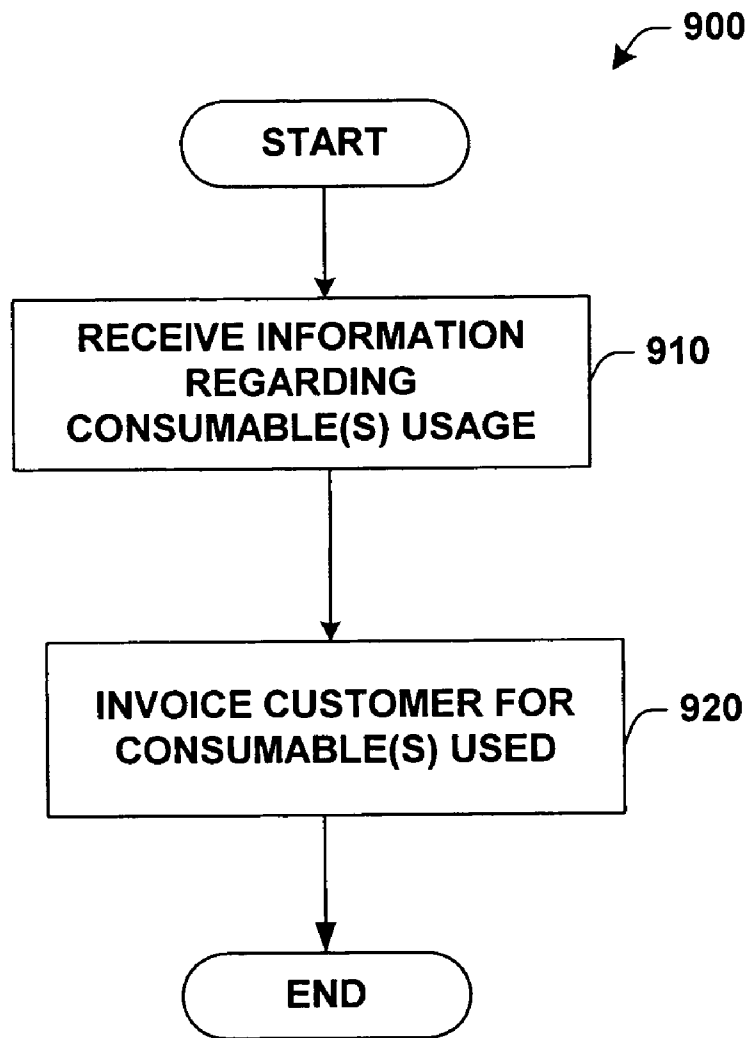 900
START
RECEIVE INFORMATION
REGARDING
CONSUMABLE(S) USAGE
910
INVOICE CUSTOMER FOR
CONSUMABLE(S) USED
920
END